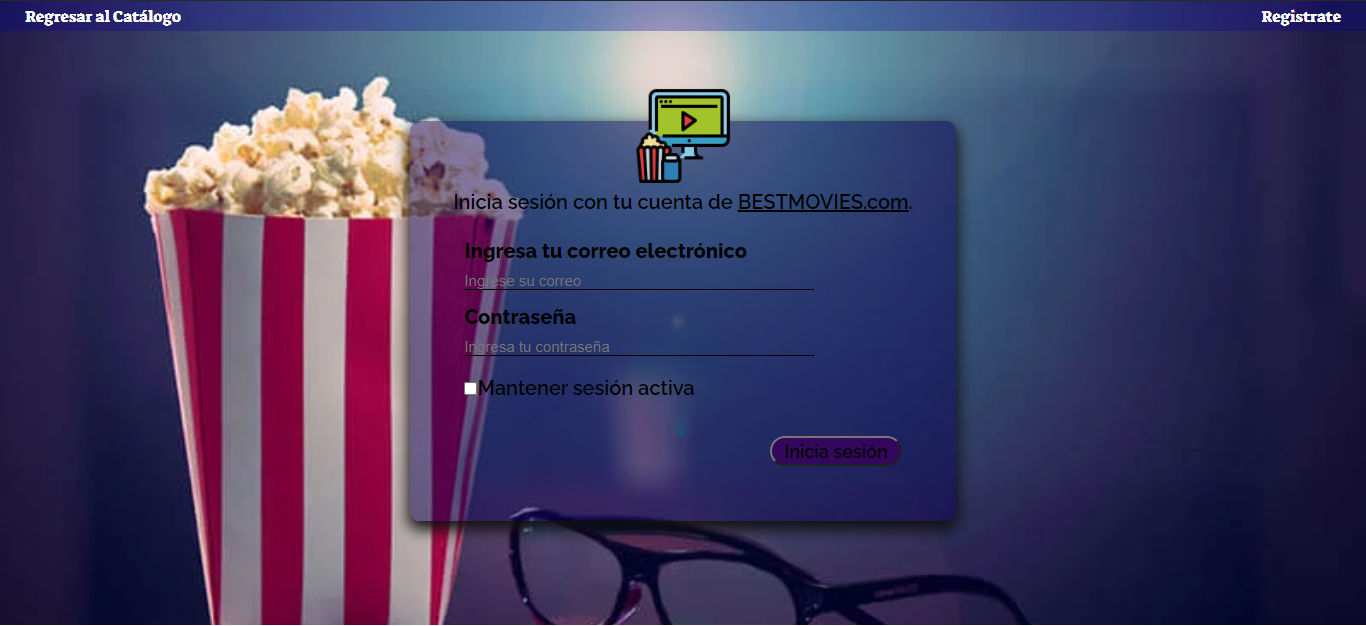 Regresar al Catálogo
Registrate
Inicia sesión con tu cuenta de BESTMOVIES.com.
Ingresa tu correo electrónico
Ingrese su correo
Contraseña
Ingresa tu contraseña
Mantener sesión activa
Inicia sesión